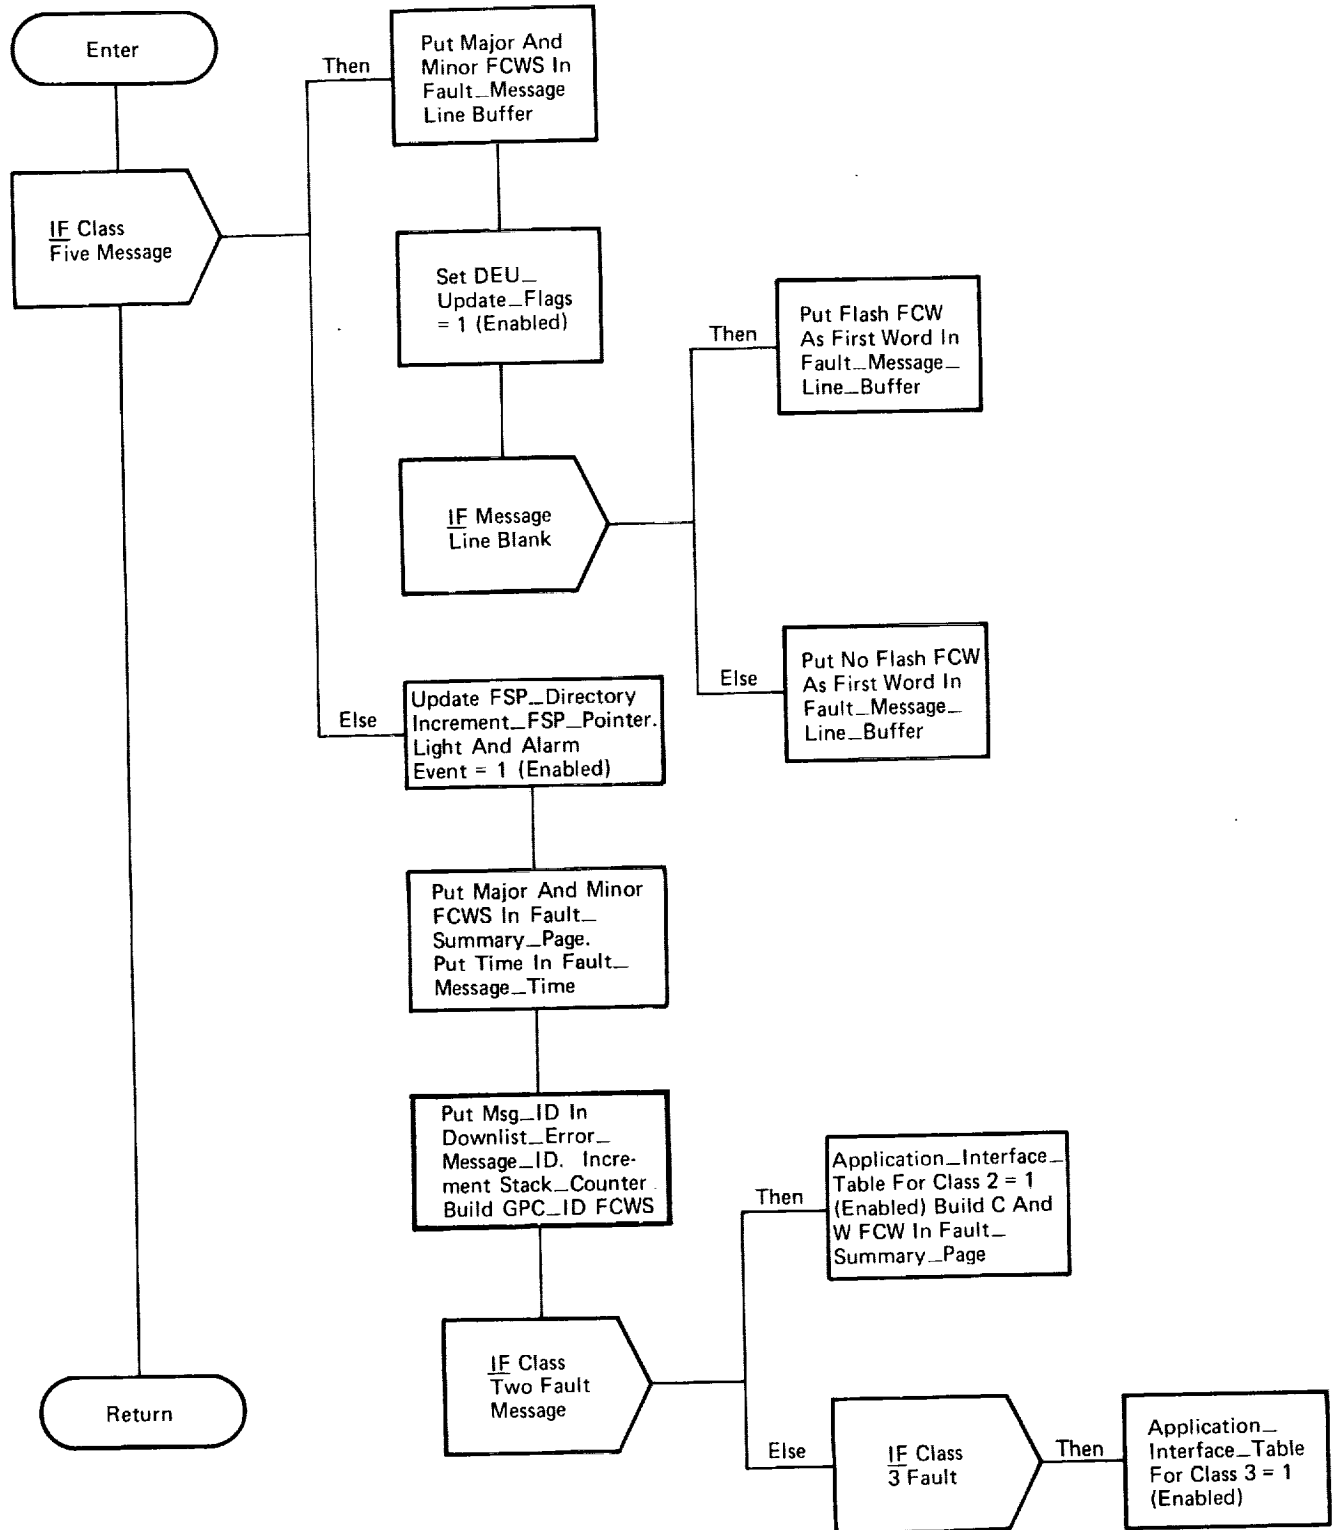 Enter
IF Class
Five Message
Then
Put Major And
Minor FCWS In
Fault_Message
Line Buffer
Set DEU_
Update_Flags
= 1 (Enabled)
IF Message
Line Blank
Then
Put Flash FCW
As First Word In
Fault_Message_
Line_Buffer
Else
Put No Flash FCW
As First Word In
Fault_Message_
Line_Buffer
Else
Update FSP_Directory
Increment_FSP_Pointer.
Light And Alarm
Event = 1 (Enabled)
Put Major And Minor
FCWS In Fault_
Summary_Page.
Put Time In Fault_
Message_Time
Put Msg_ID In
Downlist_Error_
Message_ID. Incre-
ment Stack_Counter
Build GPC_ID FCWS
IF Class
Two Fault
Message
Then
Application_Interface_
Table For Class 2 = 1
(Enabled) Build C And
W FCW In Fault_
Summary_Page
Else
IF Class
3 Fault
Then
Application_
Interface_Table
For Class 3 = 1
(Enabled)
Return